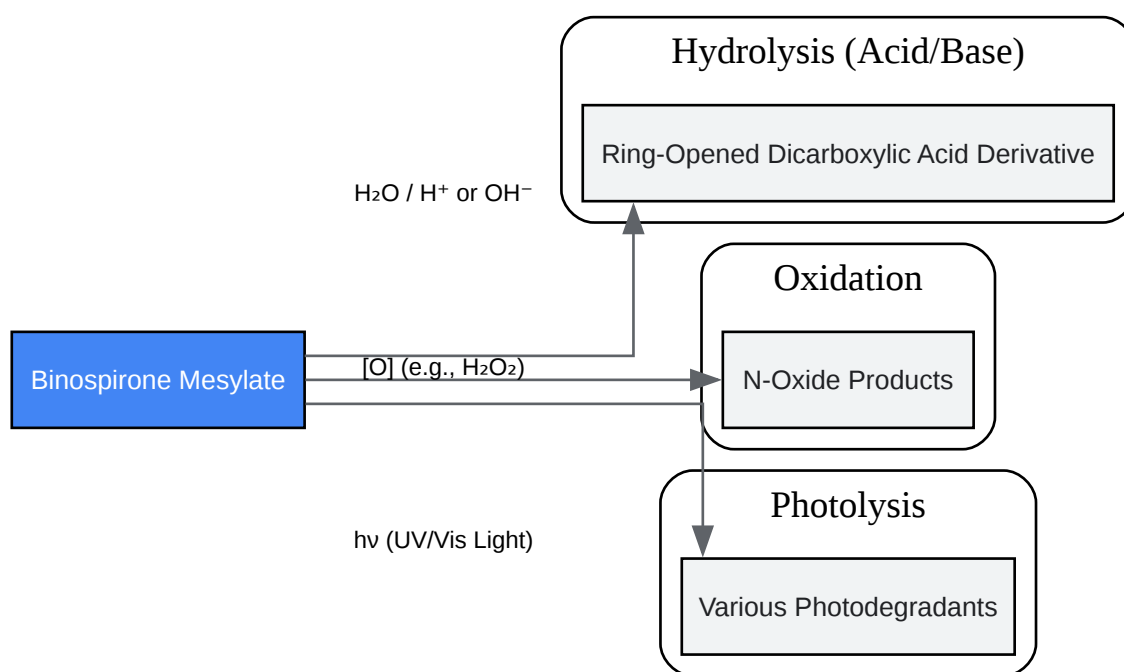 Hydrolysis (Acid/Base)
Ring-Opened Dicarboxylic Acid Derivative
H₂O / H⁺ or OH⁻
Oxidation
[O] (e.g., H₂O₂)
Binospirone Mesylate
N-Oxide Products
Photolysis
hν (UV/Vis Light)
Various Photodegradants